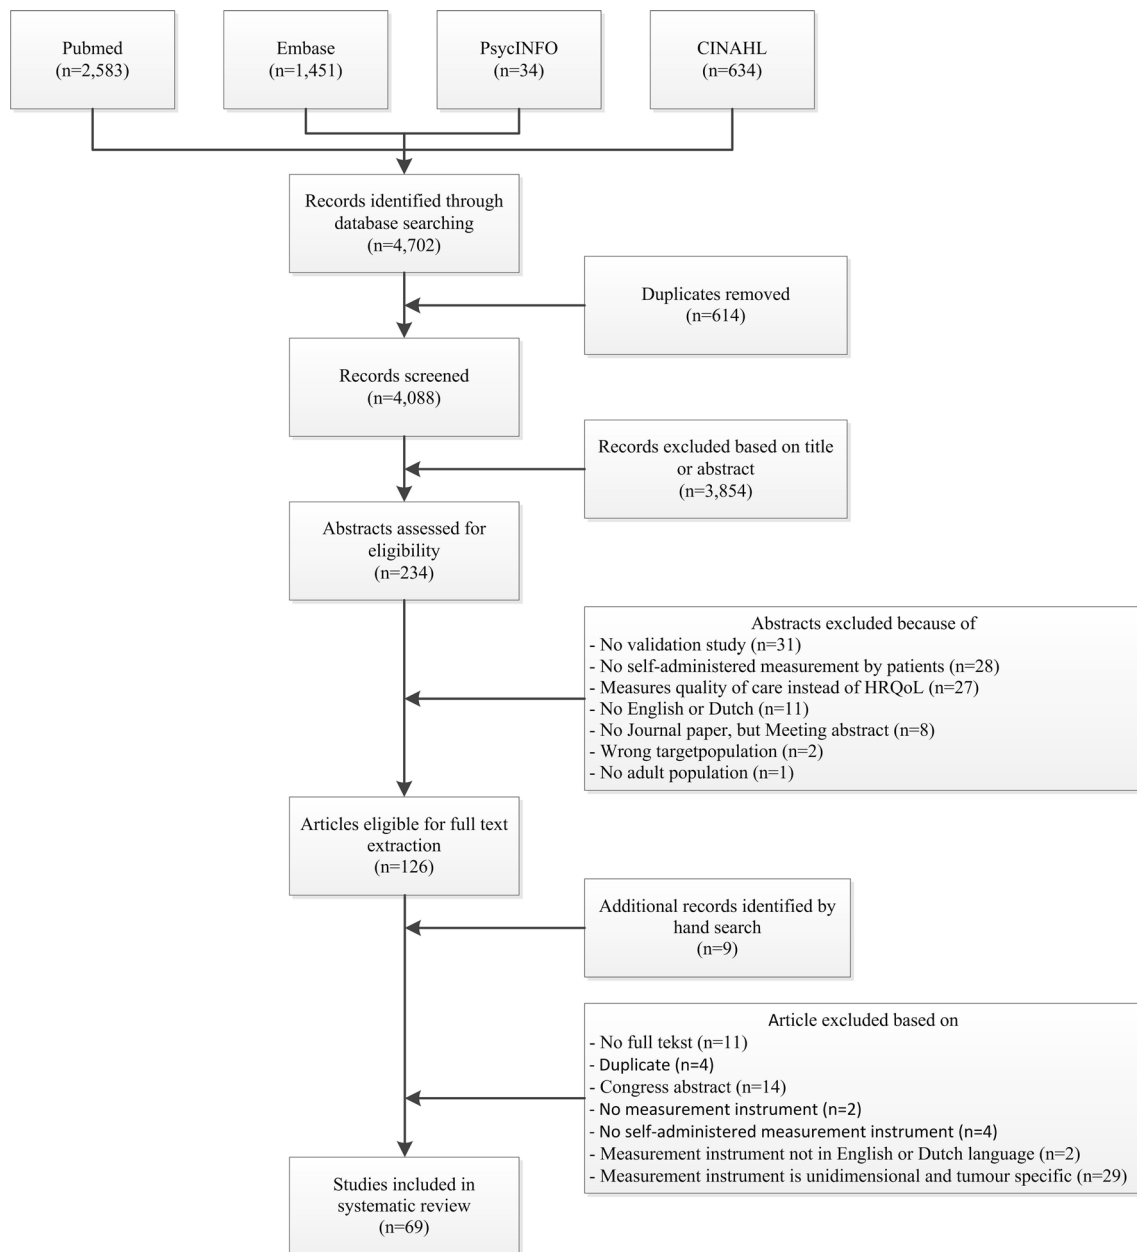 Pubmed
(n=2,583)
Embase
(n=1,451)
PsycINFO
(n=34)
CINAHL
(n=634)
Records identified through
database searching
(n=4,702)
Duplicates removed
(n=614)
Records screened
(n=4,088)
Records excluded based on title
or abstract
(n=3,854)
Abstracts assessed for
eligibility
(n=234)
Abstracts excluded because of
- No validation study (n=31)
- No self-administered measurement by patients (n=28)
- Measures quality of care instead of HRQoL (n=27)
- No English or Dutch (n=11)
- No Journal paper, but Meeting abstract (n=8)
- Wrong targetpopulation (n=2)
- No adult population (n=1)
Articles eligible for full text
extraction
(n=126)
Additional records identified by
hand search
(n=9)
Article excluded based on
- No full tekst (n=11)
- Duplicate (n=4)
- Congress abstract (n=14)
- No measurement instrument (n=2)
- No self-administered measurement instrument (n=4)
- Measurement instrument not in English or Dutch language (n=2)
- Measurement instrument is unidimensional and tumour specific (n=29)
Studies included in
systematic review
(n=69)